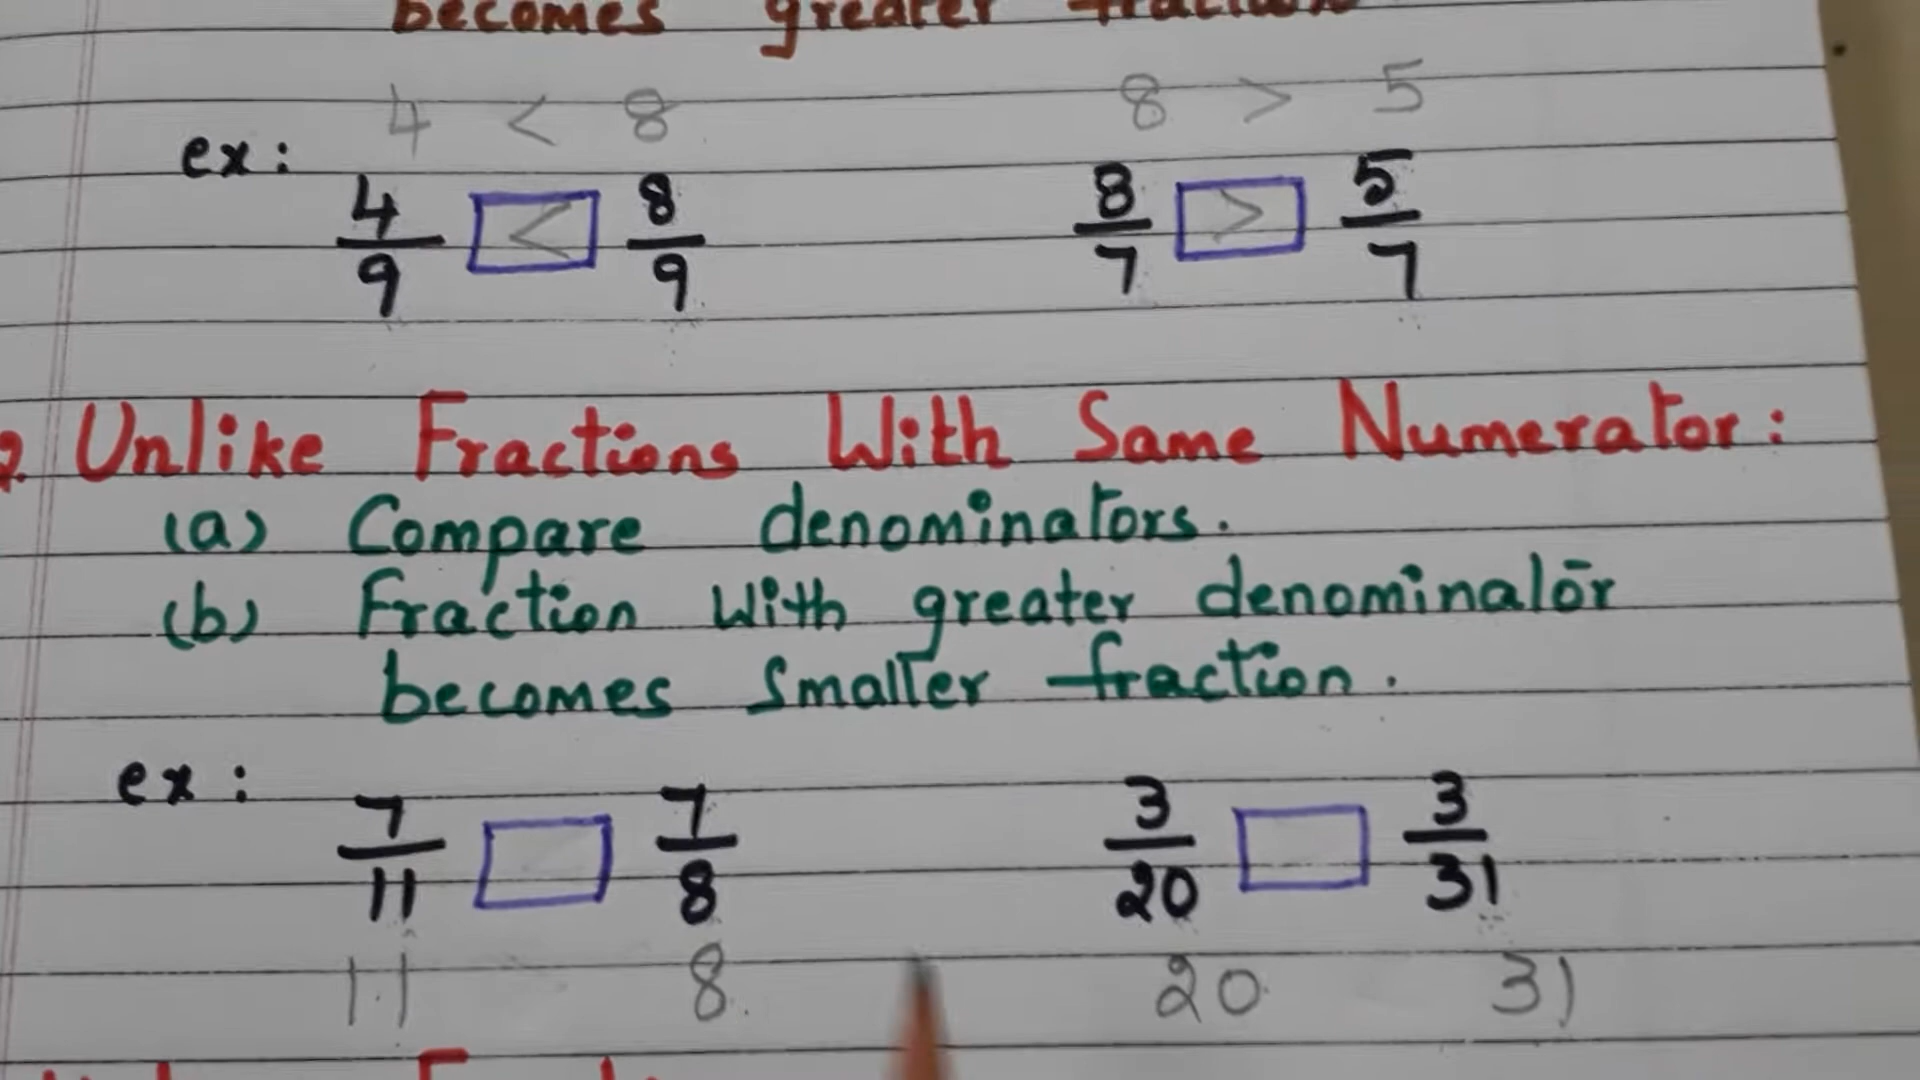 becomes greater fraction
4 < 8 8 > 5
ex: 4/9 < 8/9 8/7 > 5/7
2. Unlike Fractions With Same Numerator:
(a) Compare denominators.
(b) Fraction With greater denominator
becomes Smaller fraction.
ex: 7/11 7/8 3/20 3/31
11 8 20 31